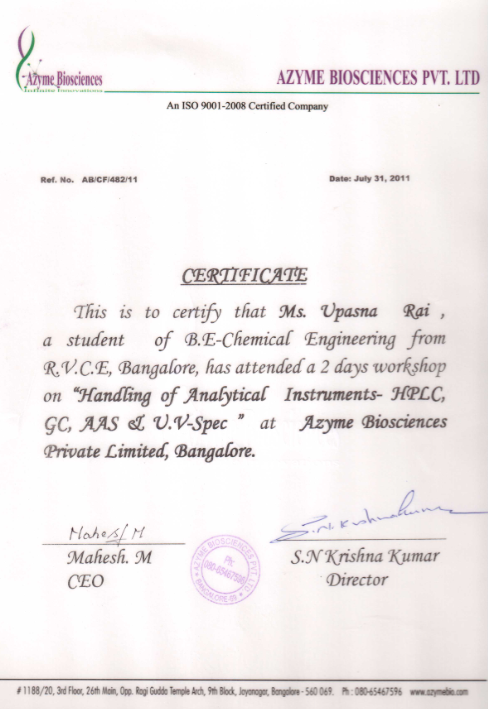 Azyme Biosciences
AZYME BIOSCIENCES PVT. LTD
An ISO 9001-2008 Certified Company
Ref. No. AB/CF/482/11
Date: July 31, 2011
CERTIFICATE
This is to certify that Ms. Upasna Rai ,
a student of B.E-Chemical Engineering from
R.V.C.E, Bangalore, has attended a 2 days workshop
on "Handling of Analytical Instruments- HPLC,
GC, AAS & U.V-Spec " at Azyme Biosciences
Private Limited, Bangalore.
Mahesh M
S.N. Krishnakumar
Mahesh. M
S.N Krishna Kumar
CEO
Director
AZYME BIOSCIENCES PVT. LTD
Ph:
080-65467596
# 1188/20, 3rd Floor, 26th Main, Opp. Ragi Gudda Temple Arch, 9th Block, Jayanagar, Bangalore - 560 069. Ph : 080-65467596 www.azymebio.com